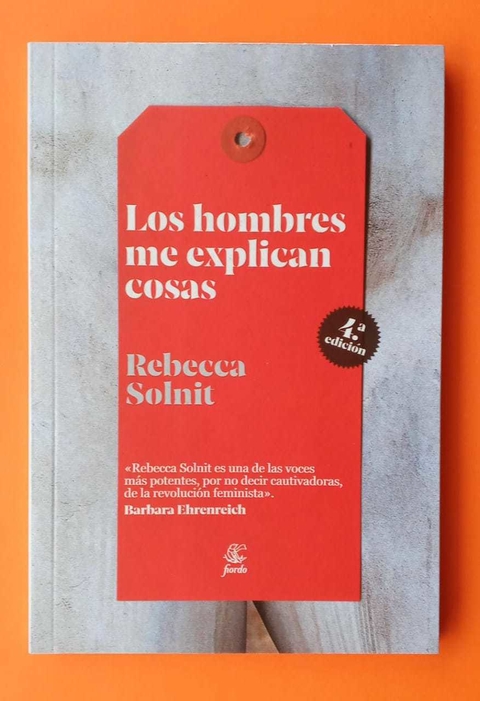 Los hombres
me explican
cosas
4.ª
edición
Rebecca
Solnit
«Rebecca Solnit es una de las voces
más potentes, por no decir cautivadoras,
de la revolución feminista».
Barbara Ehrenreich
fiordo